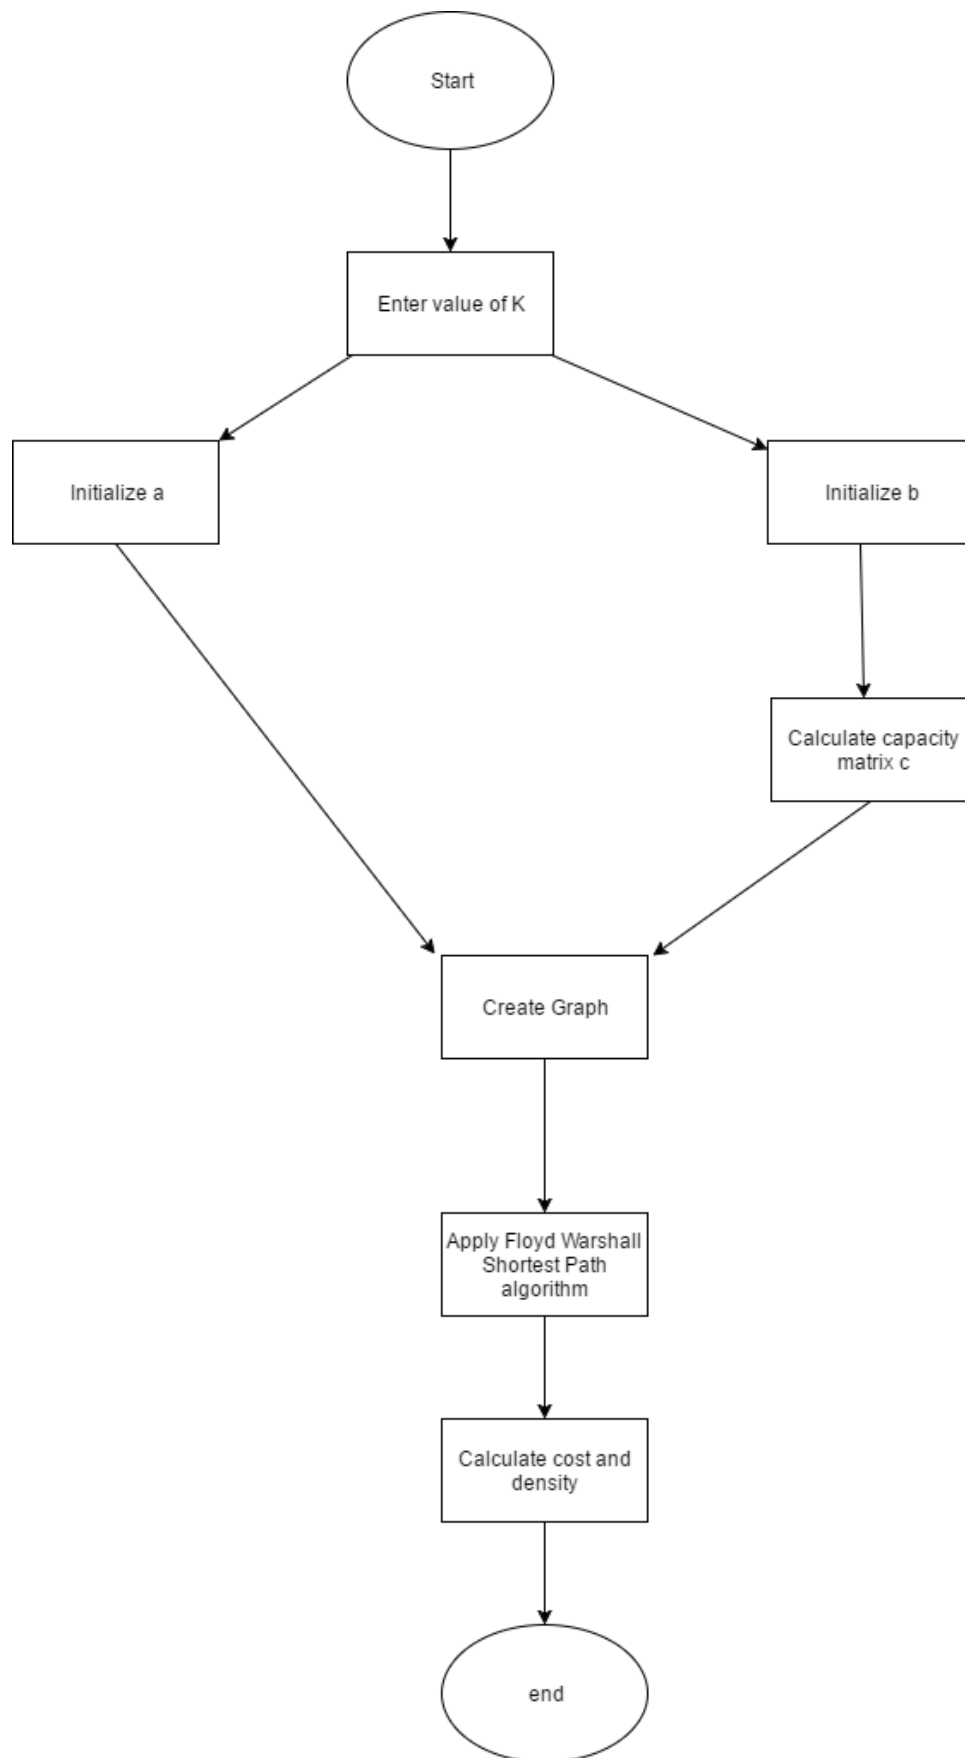 Start
Enter value of K
Initialize a
Initialize b
Calculate capacity
matrix c
Create Graph
Apply Floyd Warshall
Shortest Path
algorithm
Calculate cost and
density
end